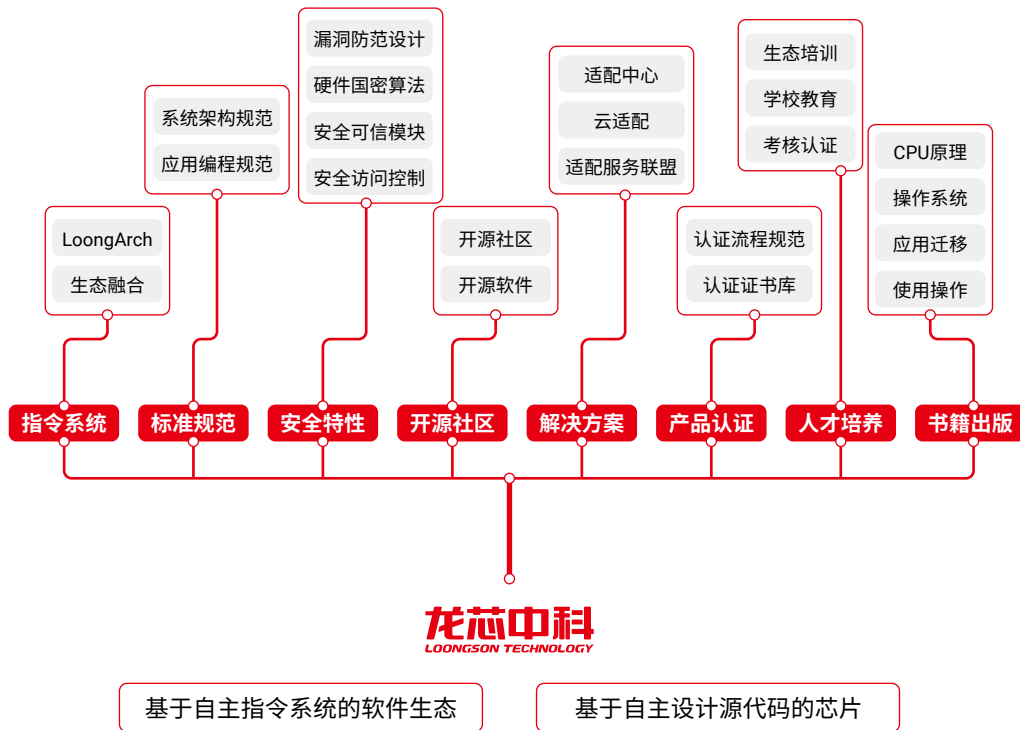 漏洞防范设计
硬件国密算法
安全可信模块
安全访问控制
生态培训
学校教育
考核认证
适配中心
云适配
适配服务联盟
系统架构规范
应用编程规范
CPU原理
操作系统
应用迁移
使用操作
LoongArch
生态融合
开源社区
开源软件
认证流程规范
认证证书库
指令系统
标准规范
安全特性
开源社区
解决方案
产品认证
人才培养
书籍出版
龙芯中科
LOONGSON TECHNOLOGY
基于自主指令系统的软件生态
基于自主设计源代码的芯片